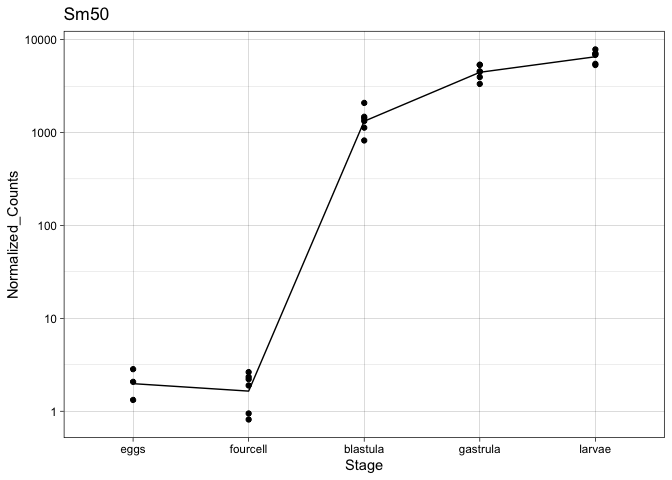 Sm50
Normalized_Counts
10000
1000
100
10
1
eggs
fourcell
blastula
gastrula
larvae
Stage